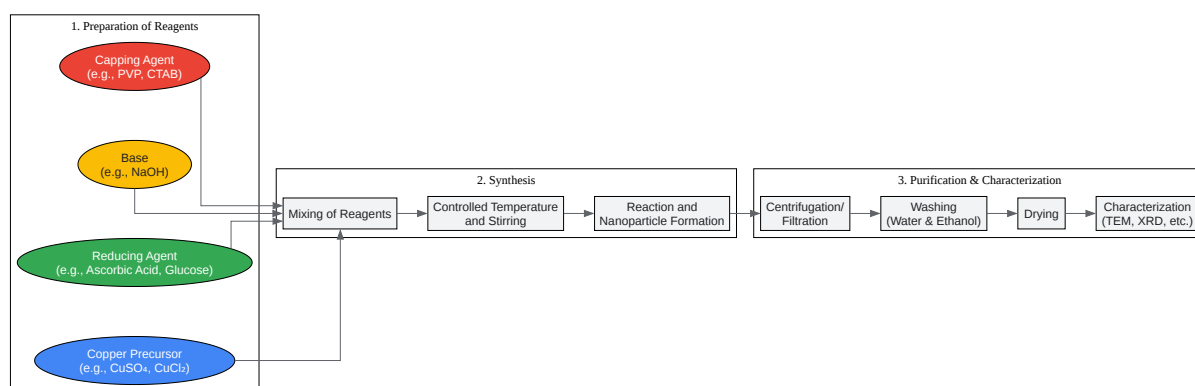 1. Preparation of Reagents
Capping Agent
(e.g., PVP, CTAB)
Base
(e.g., NaOH)
Reducing Agent
(e.g., Ascorbic Acid, Glucose)
Copper Precursor
(e.g., CuSO₄, CuCl₂)
2. Synthesis
Mixing of Reagents
Controlled Temperature
and Stirring
Reaction and
Nanoparticle Formation
3. Purification & Characterization
Centrifugation/
Filtration
Washing
(Water & Ethanol)
Drying
Characterization
(TEM, XRD, etc.)